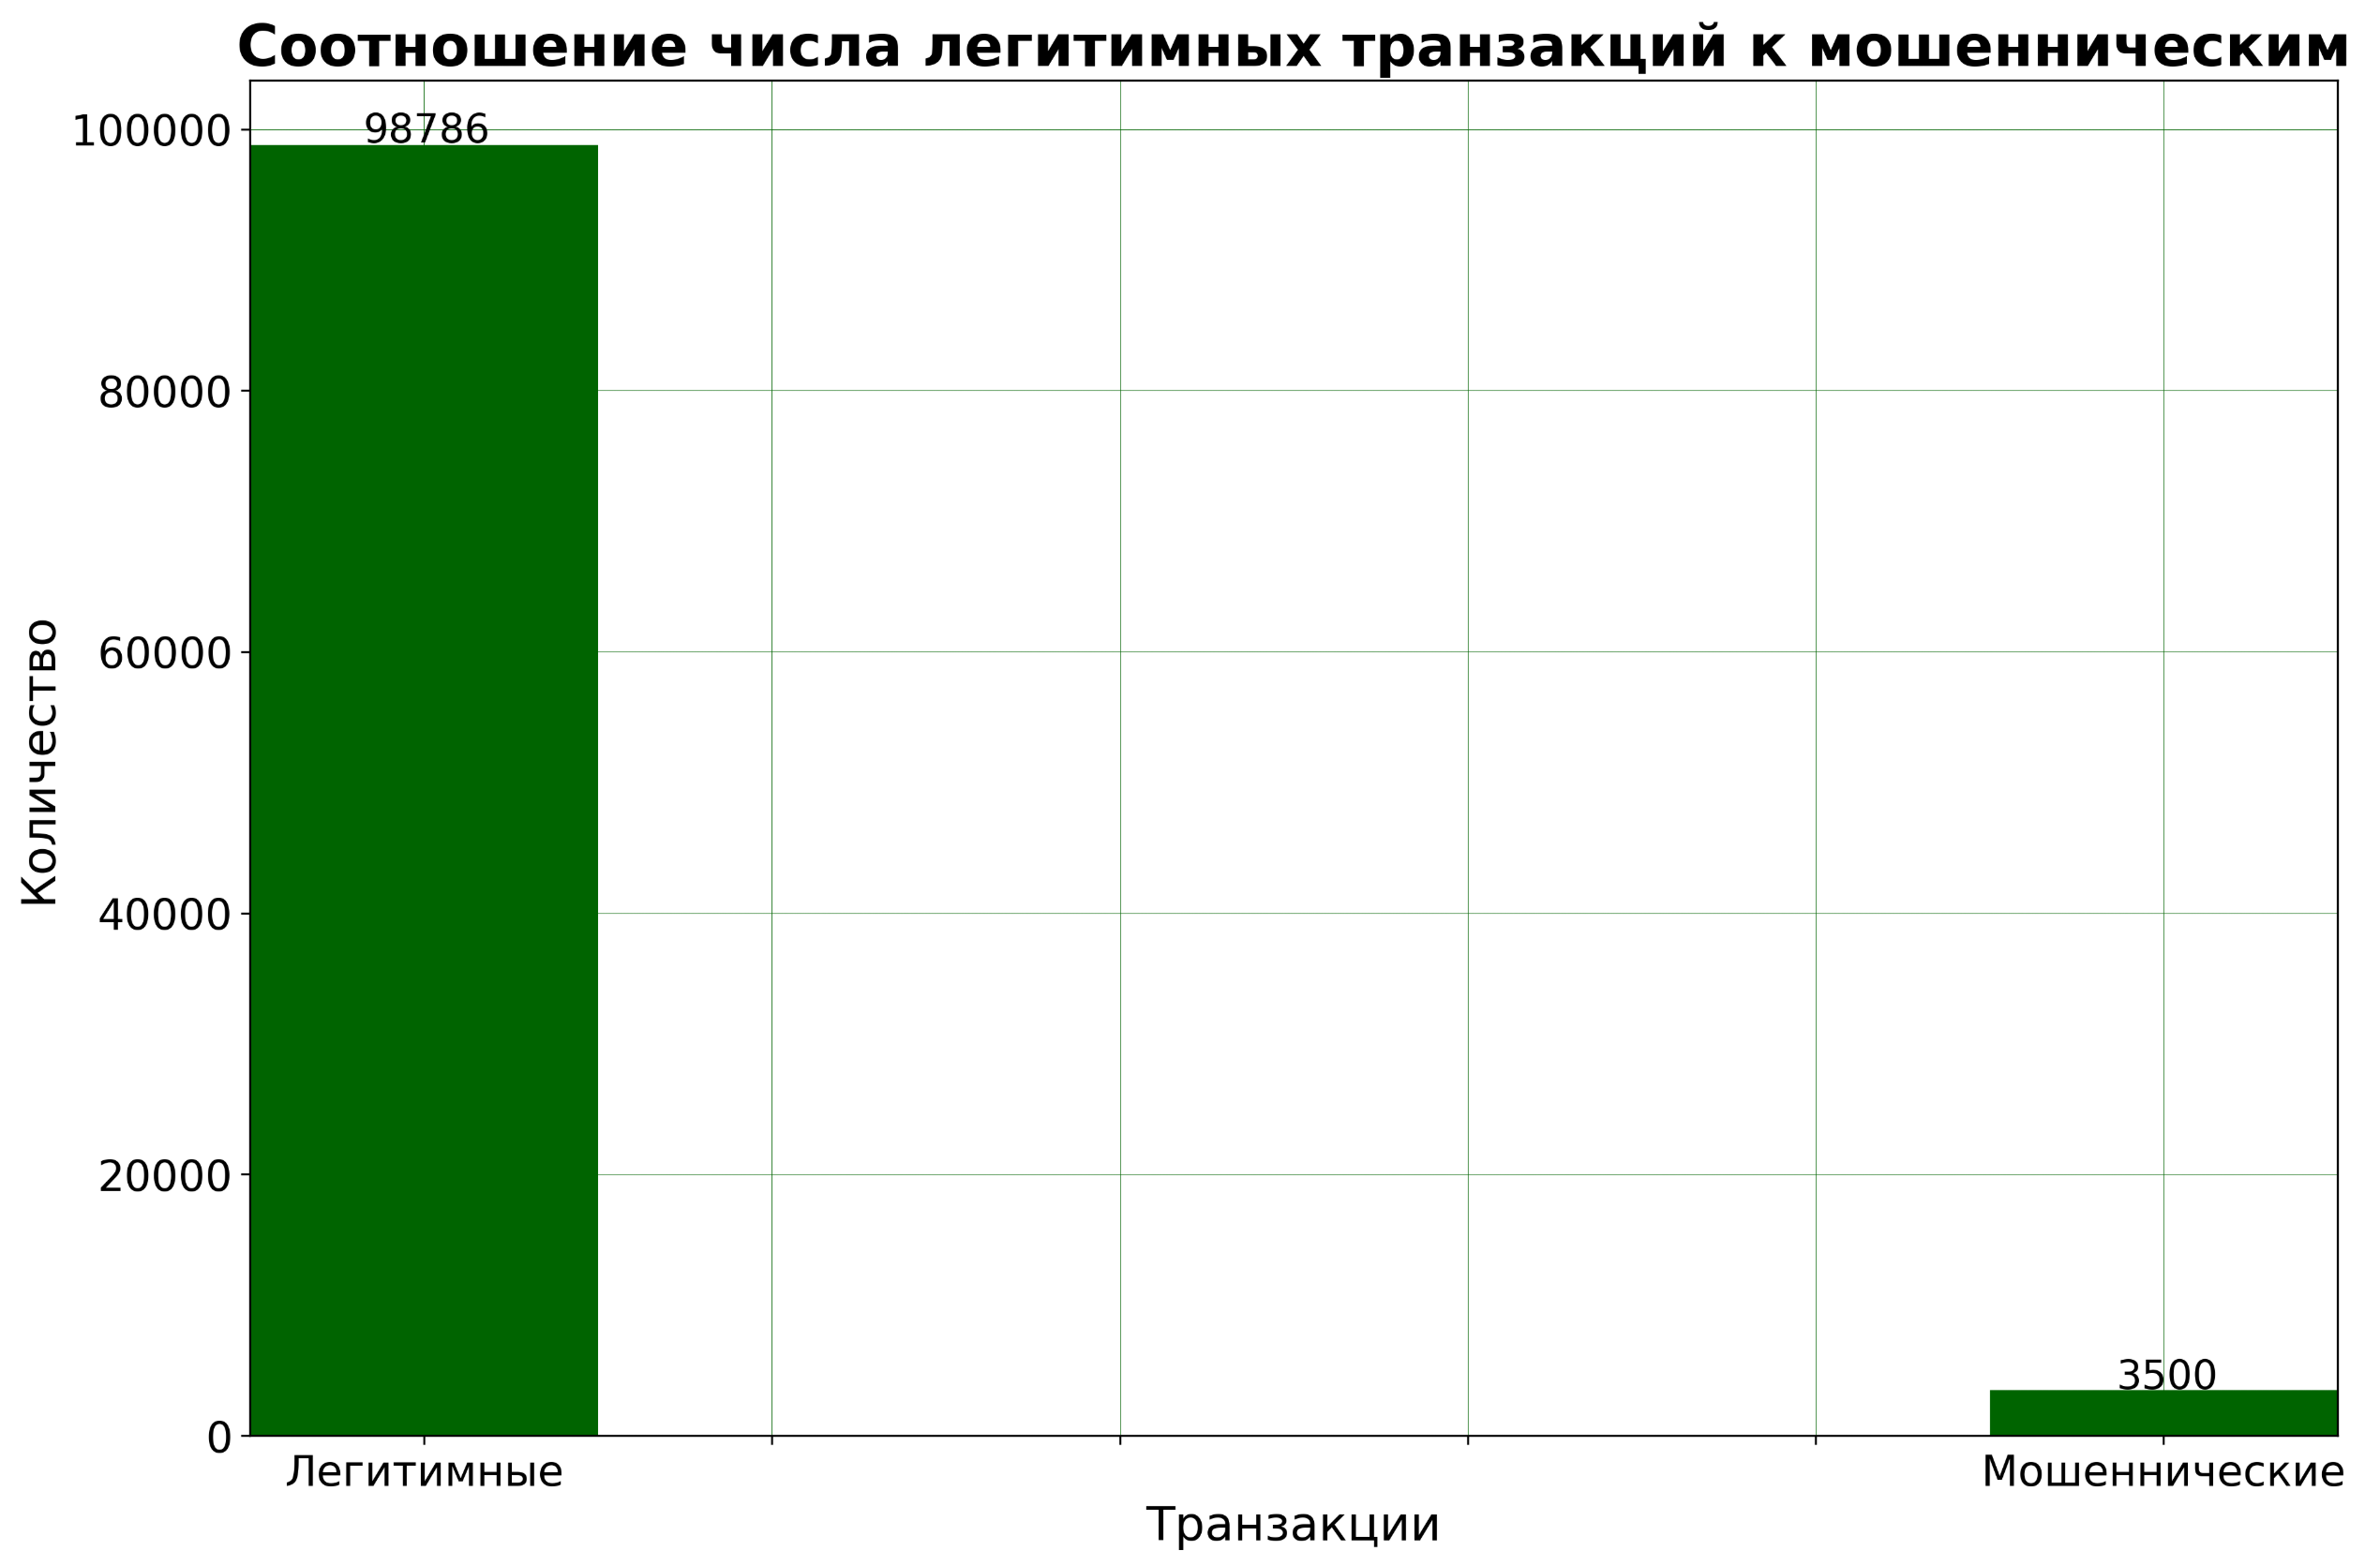 Соотношение числа легитимных транзакций к мошенническим
100000
98786
80000
60000
40000
20000
0
3500
Количество
Легитимные
Мошеннические
Транзакции